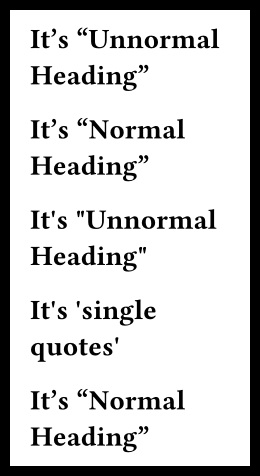 It’s “Unnormal
Heading”
It’s “Normal
Heading”
It's "Unnormal
Heading"
It's 'single
quotes'
It’s “Normal
Heading”